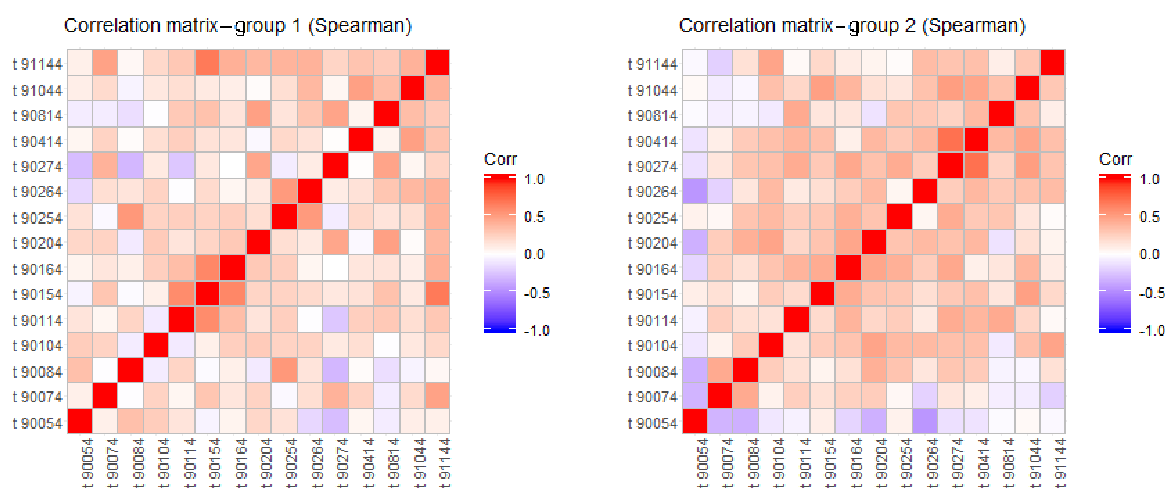 Correlation matrix–group 1 (Spearman)
t 91144
t 91044
t 90814
t 90414
t 90274
t 90264
t 90254
t 90204
t 90164
t 90154
t 90114
t 90104
t 90084
t 90074
t 90054
t 90054
t 90074
t 90084
t 90104
t 90114
t 90154
t 90164
t 90204
t 90254
t 90264
t 90274
t 90414
t 90814
t 91044
t 91144
Corr
1.0
0.5
0.0
-0.5
-1.0
Correlation matrix–group 2 (Spearman)
t 91144
t 91044
t 90814
t 90414
t 90274
t 90264
t 90254
t 90204
t 90164
t 90154
t 90114
t 90104
t 90084
t 90074
t 90054
t 90054
t 90074
t 90084
t 90104
t 90114
t 90154
t 90164
t 90204
t 90254
t 90264
t 90274
t 90414
t 90814
t 91044
t 91144
Corr
1.0
0.5
0.0
-0.5
-1.0